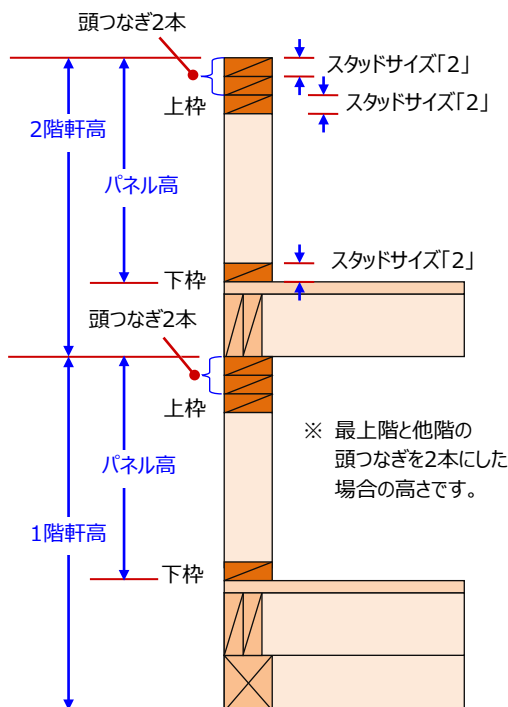 頭つなぎ2本
スタッドサイズ「2」
上枠
スタッドサイズ「2」
2階軒高
パネル高
下枠
スタッドサイズ「2」
頭つなぎ2本
上枠
※ 最上階と他階の
頭つなぎを2本にした
場合の高さです。
パネル高
1階軒高
下枠